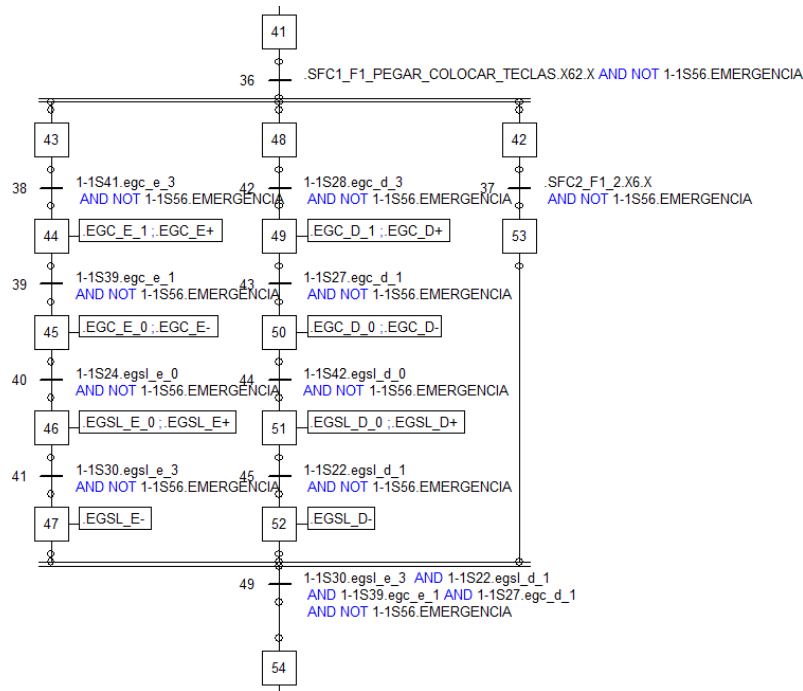 41
36 .SFC1_F1_PEGAR_COLOCAR_TECLAS.X62.X AND NOT 1-1S56.EMERGENCIA
43 48 42
38 1-1S41.egc_e_3 42 1-1S28.egc_d_3 37 .SFC2_F1_2.X6.X
AND NOT 1-1S56.EMERGENCIA AND NOT 1-1S56.EMERGENCIA AND NOT 1-1S56.EMERGENCIA
44 .EGC_E_1 ;.EGC_E+ 49 .EGC_D_1 ;.EGC_D+ 53
39 1-1S39.egc_e_1 43 1-1S27.egc_d_1
AND NOT 1-1S56.EMERGENCIA AND NOT 1-1S56.EMERGENCIA
45 .EGC_E_0 ;.EGC_E- 50 .EGC_D_0 ;.EGC_D-
40 1-1S24.egsl_e_0 44 1-1S42.egsl_d_0
AND NOT 1-1S56.EMERGENCIA AND NOT 1-1S56.EMERGENCIA
46 .EGSL_E_0 ;.EGSL_E+ 51 .EGSL_D_0 ;.EGSL_D+
41 1-1S30.egsl_e_3 45 1-1S22.egsl_d_1
AND NOT 1-1S56.EMERGENCIA AND NOT 1-1S56.EMERGENCIA
47 .EGSL_E- 52 .EGSL_D-
49 1-1S30.egsl_e_3 AND 1-1S22.egsl_d_1
AND 1-1S39.egc_e_1 AND 1-1S27.egc_d_1
AND NOT 1-1S56.EMERGENCIA
54